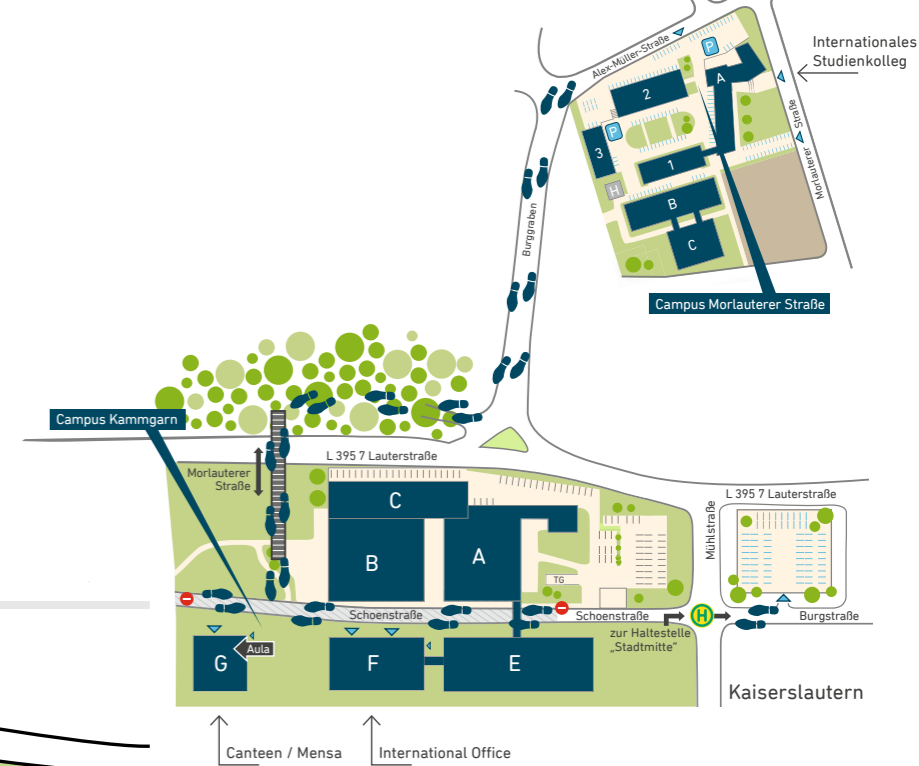 Internationales
Studienkolleg
Alex-Müller-Straße
P
A
2
Morlauterer Straße
P
3
1
H
B
C
Burggraben
Campus Morlauterer Straße
Campus Kammgarn
L 395 7 Lauterstraße
Morlauterer
Straße
C
B
A
TG
Mühlstraße
L 395 7 Lauterstraße
Schoenstraße
Schoenstraße
H
Burgstraße
zur Haltestelle
„Stadtmitte“
Aula
G
F
E
Kaiserslautern
Canteen / Mensa
International Office